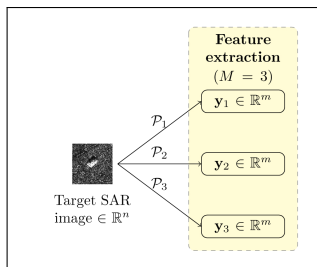 Feature
extraction
(M = 3)
𝒫₁
y₁ ∈ ℝᵐ
𝒫₂
y₂ ∈ ℝᵐ
𝒫₃
y₃ ∈ ℝᵐ
Target SAR
image ∈ ℝⁿ